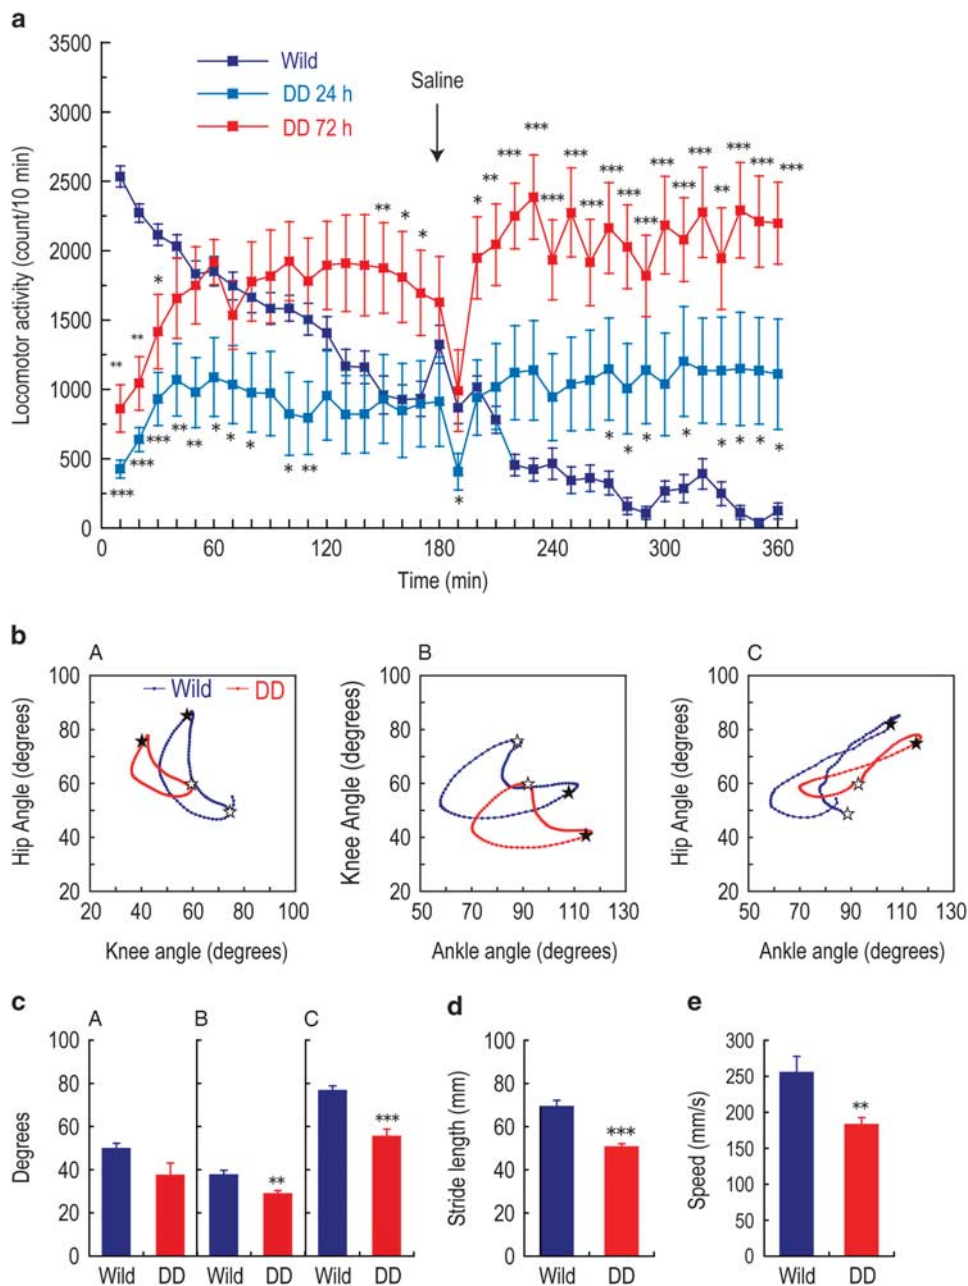 a
3500
3000
2500
2000
1500
1000
500
0
Locomotor activity (count/10 min)
Wild
DD 24 h
DD 72 h
Saline
** ** * ** * * * ** *** *** *** *** *** *** *** *** *** *** *** ** *** *** ***
*** *** *** ** ** * * * * ** * * * * * * * *
0 60 120 180 240 300 360
Time (min)
b
A
100
80
60
40
20
Hip Angle (degrees)
Wild DD
20 40 60 80 100
Knee angle (degrees)
B
100
80
60
40
20
Knee Angle (degrees)
50 70 90 110 130
Ankle angle (degrees)
C
100
80
60
40
20
Hip Angle (degrees)
50 70 90 110 130
Ankle angle (degrees)
c
A B C
100
80
60
40
20
0
Degrees
** ***
Wild DD Wild DD Wild DD
d
100
80
60
40
20
0
Stride length (mm)
***
Wild DD
e
300
250
200
150
100
50
0
Speed (mm/s)
**
Wild DD